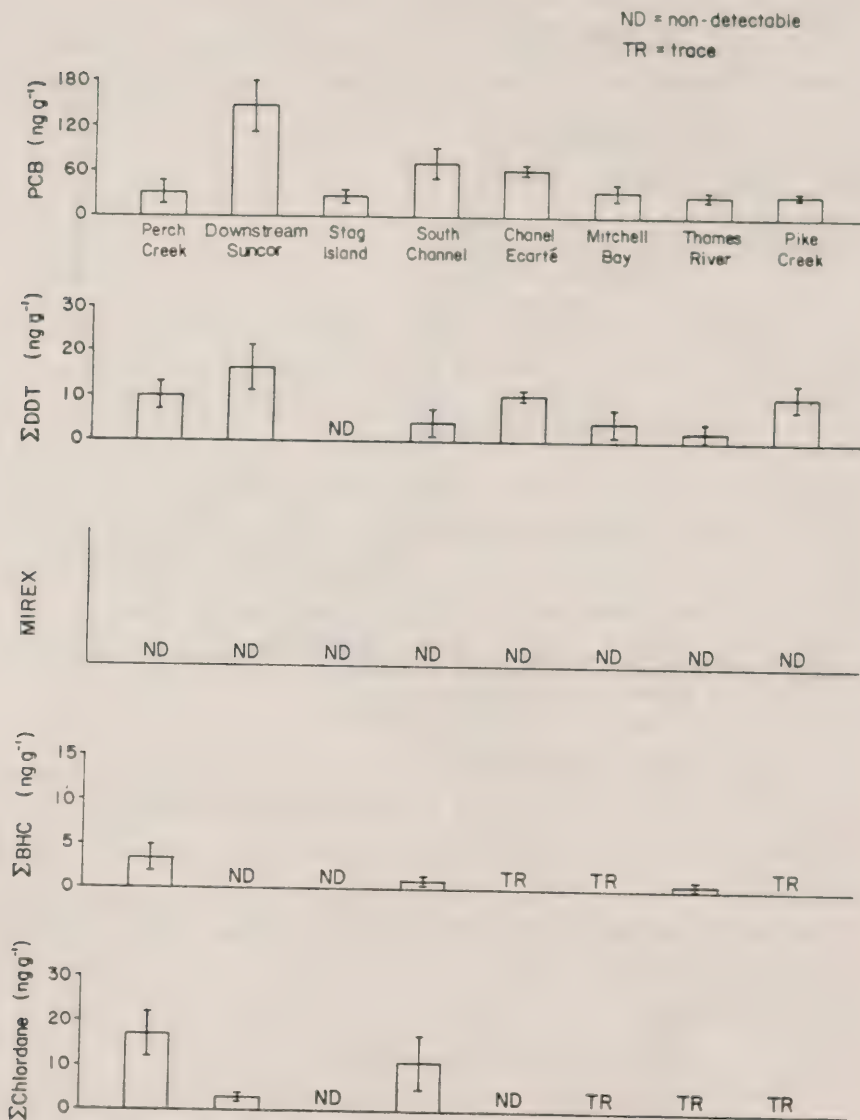 ND = non-detectable
TR = trace
PCB (ng g⁻¹)
180
120
60
0
Perch Creek
Downstream Suncor
Stag Island
South Channel
Chanel Ecarté
Mitchell Bay
Thames River
Pike Creek
ΣDDT (ng g⁻¹)
30
20
10
0
ND
MIREX
ND ND ND ND ND ND ND ND
ΣBHC (ng g⁻¹)
15
10
5
0
ND ND TR TR TR
ΣChlordane (ng g⁻¹)
30
20
10
0
ND ND TR TR TR